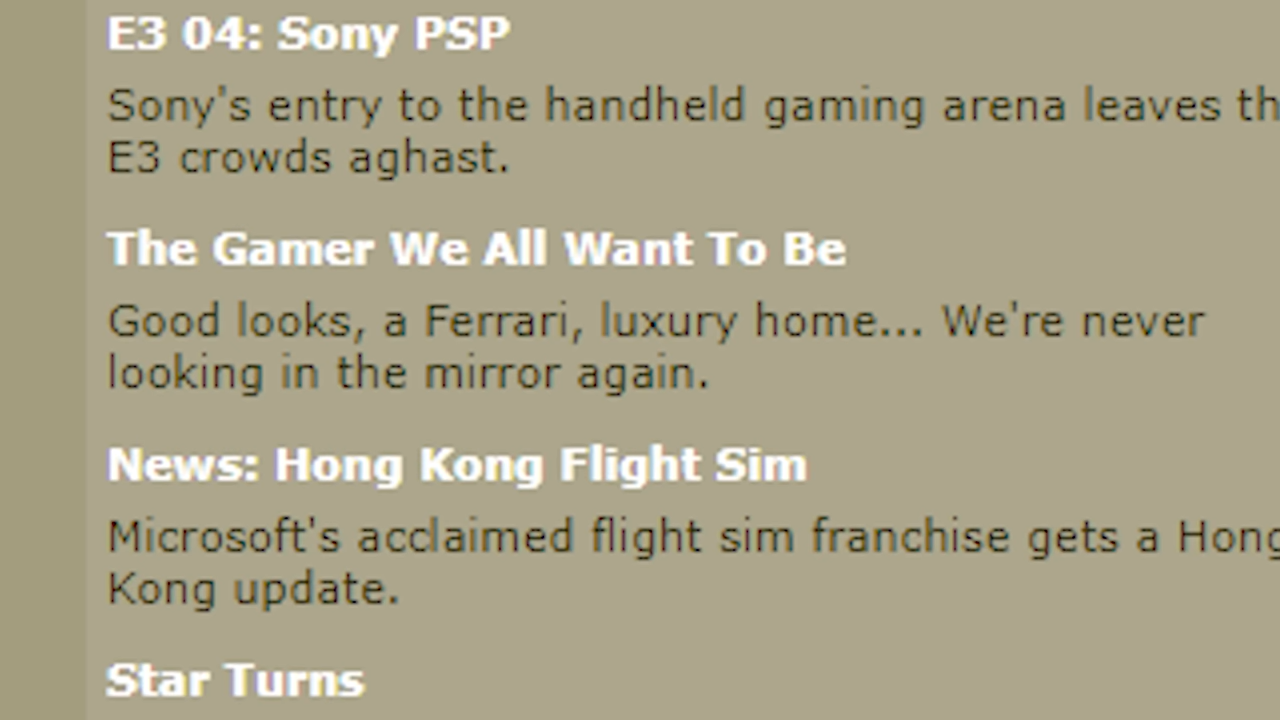 E3 04: Sony PSP
Sony's entry to the handheld gaming arena leaves th
E3 crowds aghast.
The Gamer We All Want To Be
Good looks, a Ferrari, luxury home... We're never
looking in the mirror again.
News: Hong Kong Flight Sim
Microsoft's acclaimed flight sim franchise gets a Hong
Kong update.
Star Turns